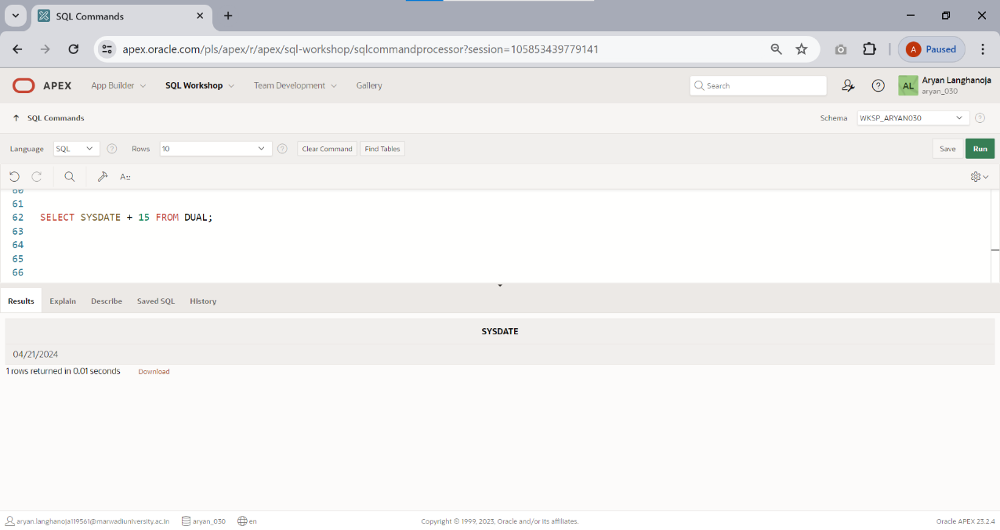 SQL Commands
apex.oracle.com/pls/apex/r/apex/sql-workshop/sqlcommandprocessor?session=105853439779141
A Paused
APEX App Builder SQL Workshop Team Development Gallery
Search
AL Aryan Langhanoja
aryan_030
SQL Commands
Schema WKSP_ARYAN030
Language SQL Rows 10 Clear Command Find Tables Save Run
A::
60
61
62 SELECT SYSDATE + 15 FROM DUAL;
63
64
65
66
Results Explain Describe Saved SQL History
SYSDATE
04/21/2024
1 rows returned in 0.01 seconds Download
aryan.langhanoja119561@marwadiuniversity.ac.in aryan_030 en Copyright © 1999, 2023, Oracle and/or its affiliates. Oracle APEX 23.2.4